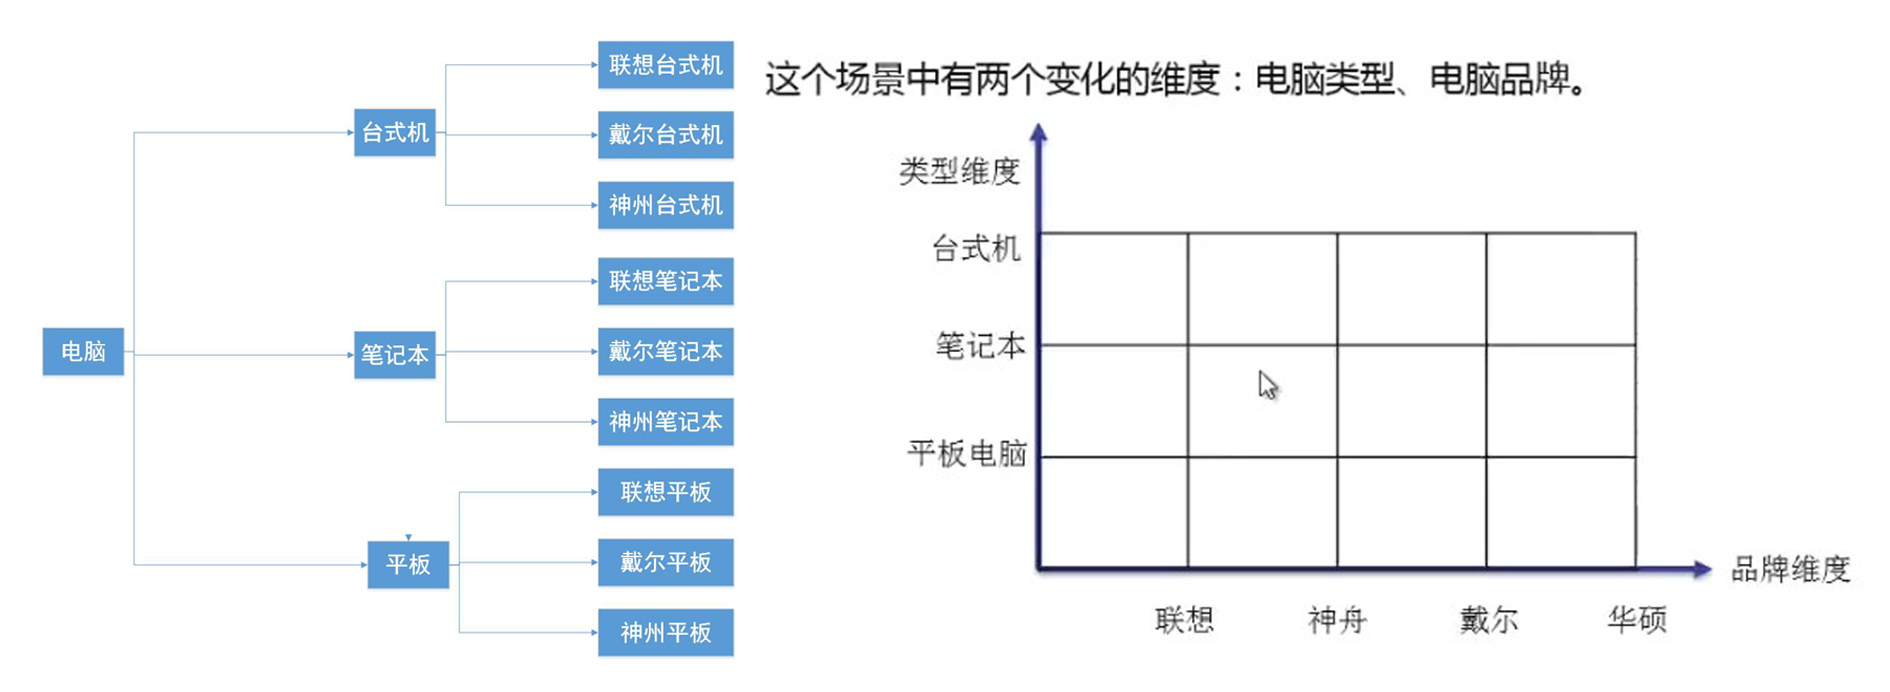 电脑
台式机
联想台式机
戴尔台式机
神州台式机
笔记本
联想笔记本
戴尔笔记本
神州笔记本
平板
联想平板
戴尔平板
神州平板
这个场景中有两个变化的维度：电脑类型、电脑品牌。
类型维度
台式机
笔记本
平板电脑
品牌维度
联想 神舟 戴尔 华硕